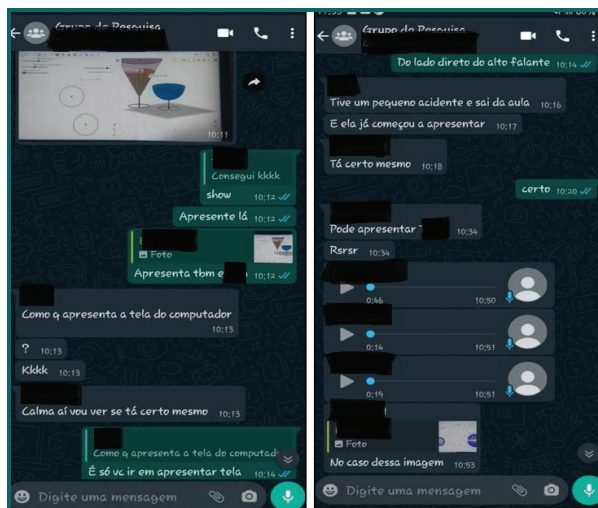 Grupo de Pesquisa
10:11
Consegui kkkk
show 10:12
Apresente lá 10:12
Foto
Apresenta tbm e 10:12
Como q apresenta a tela do computador
10:13
? 10:13
Kkkk 10:13
Calma aí vou ver se tá certo mesmo 10:13
Como q apresenta a tela do computad..
É só vc ir em apresentar tela 10:14
Digite uma mensagem
Grupo de Pesquisa
Do lado direto do alto falante 10:14
Tive um pequeno acidente e sai da aula 10:16
E ela já começou a apresentar 10:17
Tá certo mesmo 10:18
certo 10:20
Pode apresentar 10:34
Rsrsr 10:34
0:46 10:50
0:14 10:51
0:19 10:51
Foto
No caso dessa imagem 10:53
Digite uma mensagem